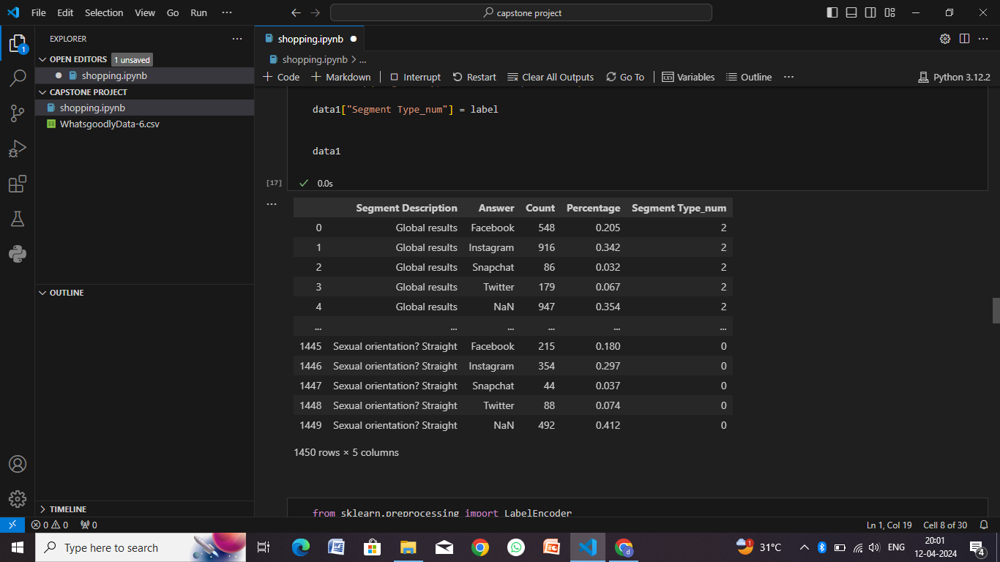 File Edit Selection View Go Run ···
capstone project
EXPLORER ···
OPEN EDITORS 1 unsaved
shopping.ipynb
CAPSTONE PROJECT
shopping.ipynb
WhatsgoodlyData-6.csv
OUTLINE
TIMELINE
1
shopping.ipynb
shopping.ipynb > ...
+ Code + Markdown Interrupt Restart Clear All Outputs Go To Variables Outline ··· Python 3.12.2
data1["Segment Type_num"] = label
data1
[17] 0.0s
Segment Description Answer Count Percentage Segment Type_num
0 Global results Facebook 548 0.205 2
1 Global results Instagram 916 0.342 2
2 Global results Snapchat 86 0.032 2
3 Global results Twitter 179 0.067 2
4 Global results NaN 947 0.354 2
... ... ... ... ... ...
1445 Sexual orientation? Straight Facebook 215 0.180 0
1446 Sexual orientation? Straight Instagram 354 0.297 0
1447 Sexual orientation? Straight Snapchat 44 0.037 0
1448 Sexual orientation? Straight Twitter 88 0.074 0
1449 Sexual orientation? Straight NaN 492 0.412 0
1450 rows × 5 columns
from sklearn.preprocessing import LabelEncoder
0 0 0 Ln 1, Col 19 Cell 8 of 30
Type here to search
1 31°C ENG 20:01
12-04-2024 4